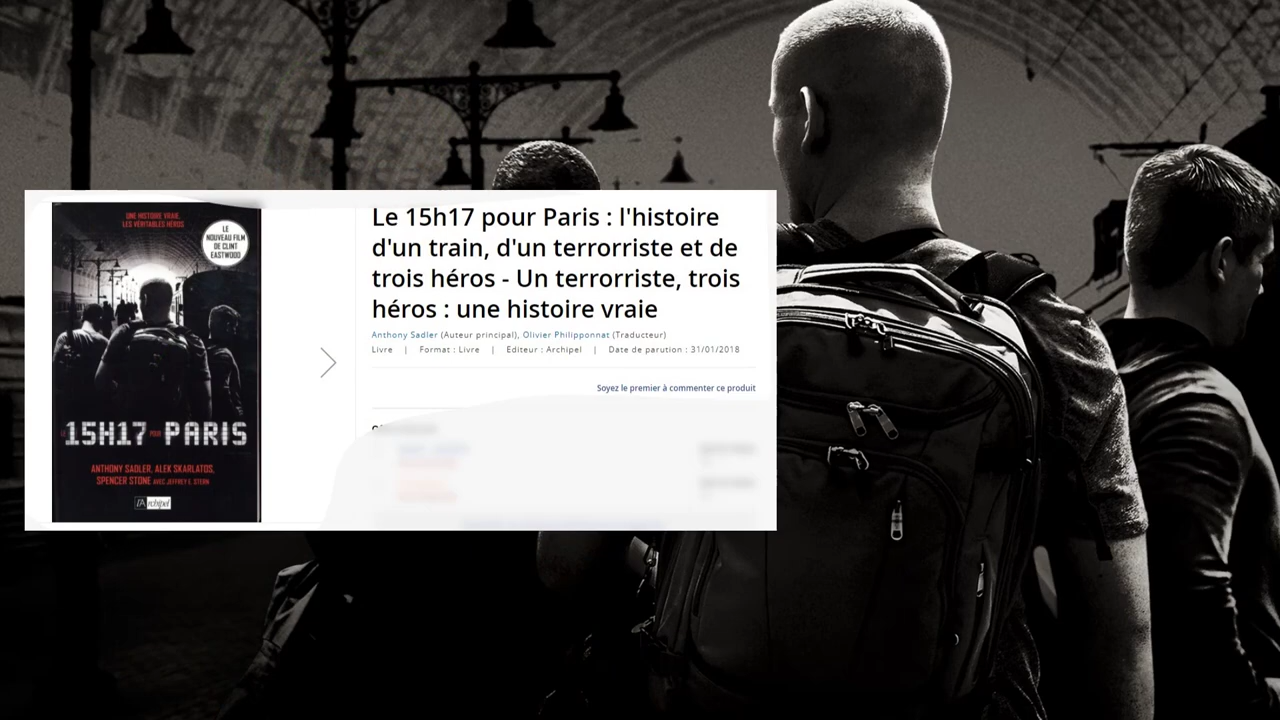 UNE HISTOIRE VRAIE,
LES VÉRITABLES HÉROS
LE
NOUVEAU FILM
DE CLINT
EASTWOOD
LE 15H17 POUR PARIS
ANTHONY SADLER, ALEK SKARLATOS,
SPENCER STONE AVEC JEFFREY E. STERN
l'Archipel
Le 15h17 pour Paris : l'histoire
d'un train, d'un terrorriste et de
trois héros - Un terrorriste, trois
héros : une histoire vraie
Anthony Sadler (Auteur principal), Olivier Philipponnat (Traducteur)
Livre | Format : Livre | Editeur : Archipel | Date de parution : 31/01/2018
Soyez le premier à commenter ce produit